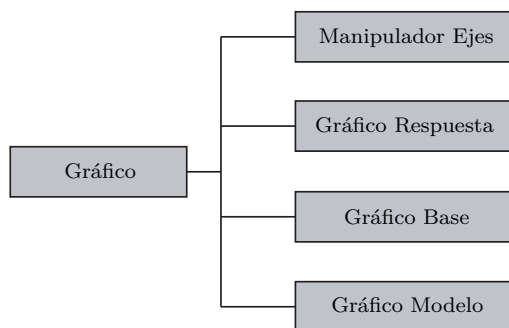 Manipulador Ejes
Gráfico Respuesta
Gráfico
Gráfico Base
Gráfico Modelo